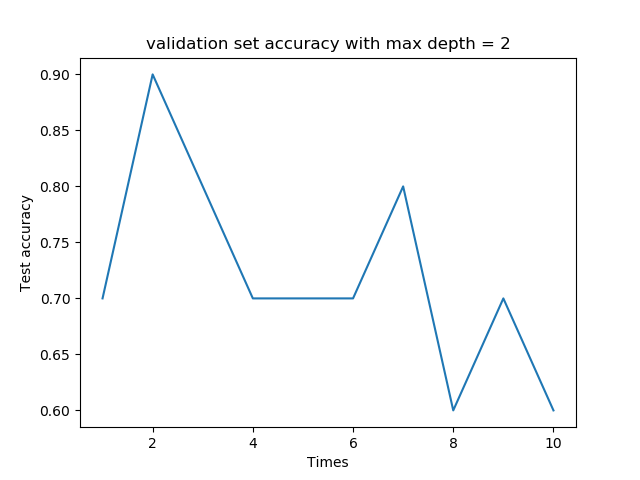 validation set accuracy with max depth = 2
0.90
0.85
0.80
0.75
0.70
0.65
0.60
Test accuracy
2 4 6 8 10
Times